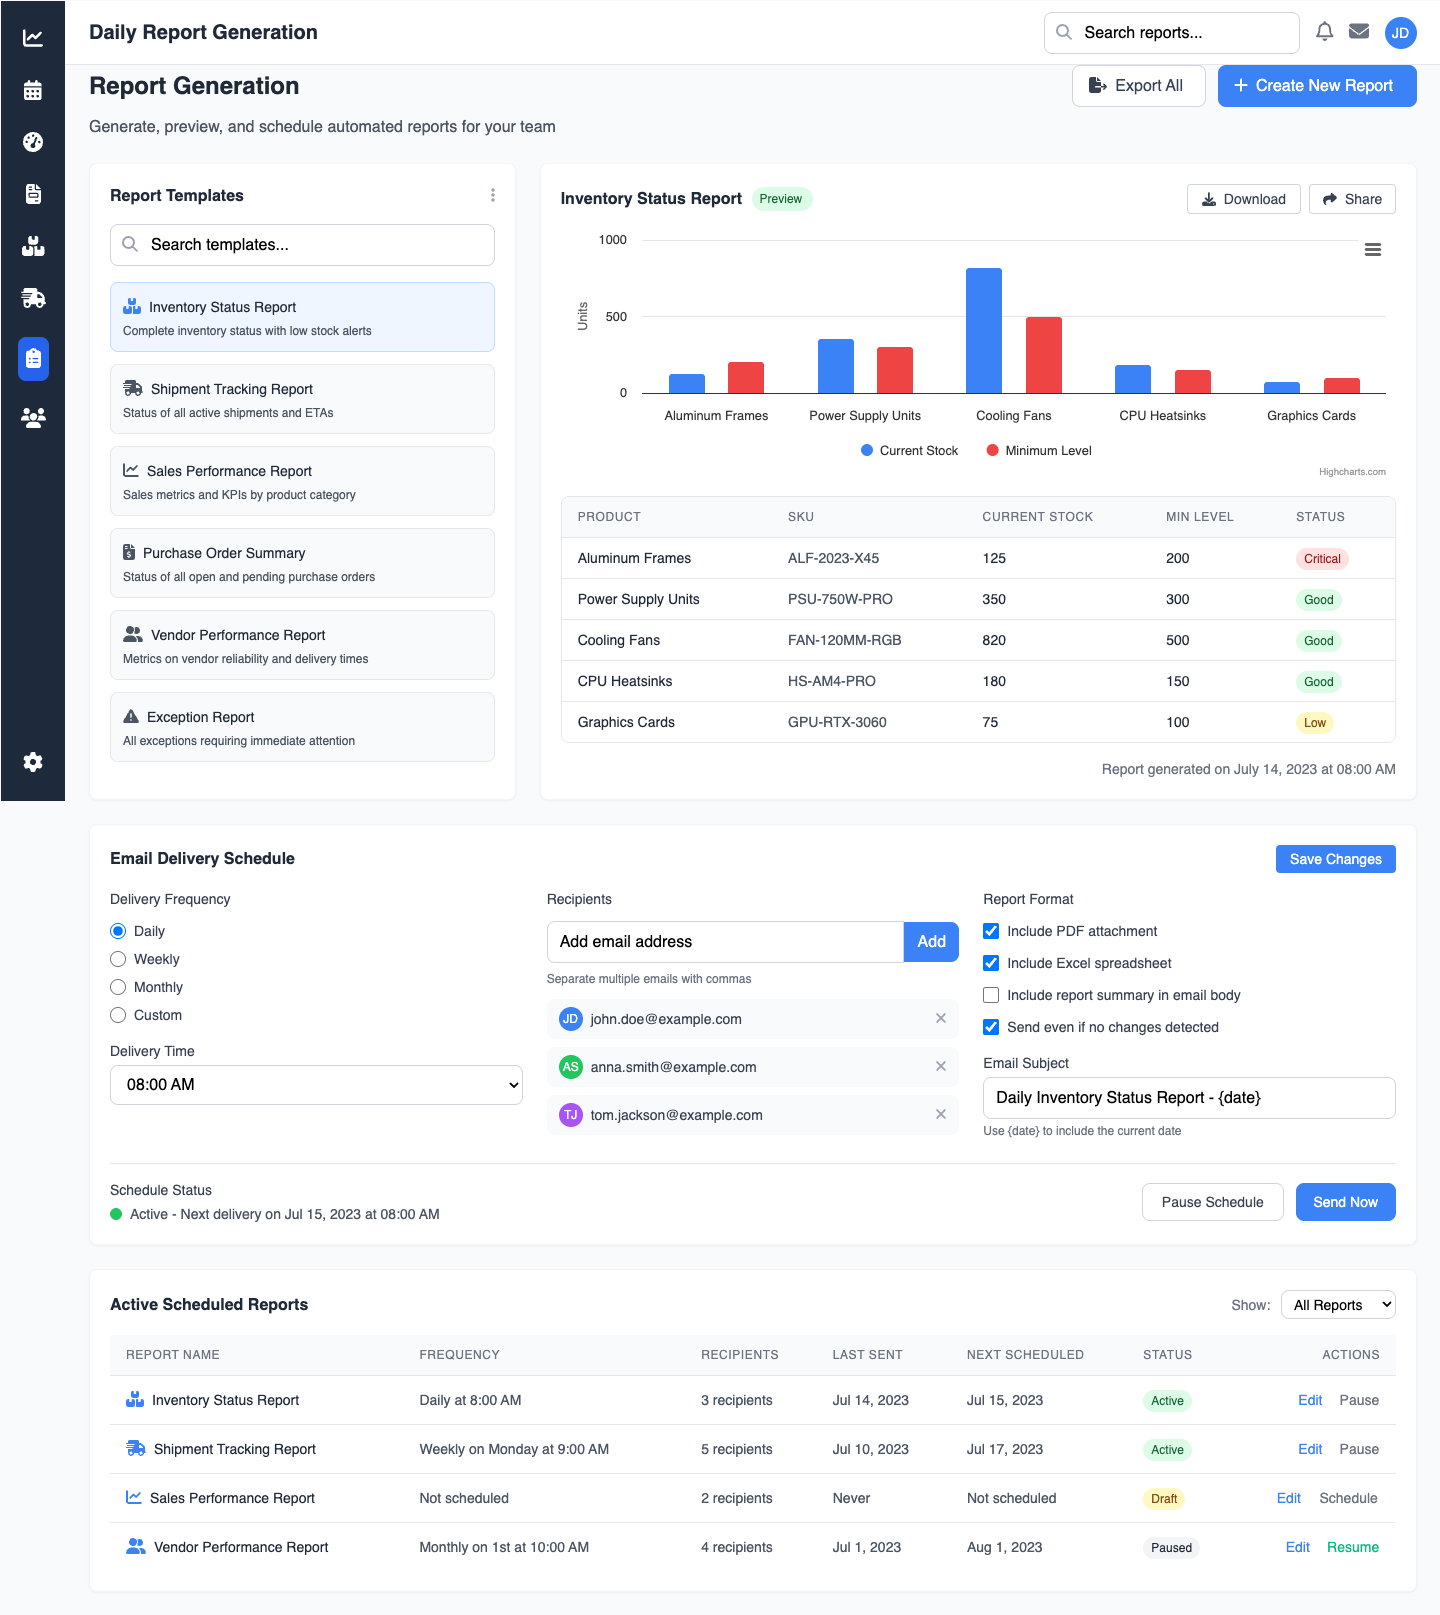 Daily Report Generation
Search reports...
JD
Report Generation
Export All
Create New Report
Generate, preview, and schedule automated reports for your team
Report Templates
Search templates...
Inventory Status Report
Complete inventory status with low stock alerts
Shipment Tracking Report
Status of all active shipments and ETAs
Sales Performance Report
Sales metrics and KPIs by product category
Purchase Order Summary
Status of all open and pending purchase orders
Vendor Performance Report
Metrics on vendor reliability and delivery times
Exception Report
All exceptions requiring immediate attention
Inventory Status Report Preview
Download
Share
1000
500
0
Units
Aluminum Frames Power Supply Units Cooling Fans CPU Heatsinks Graphics Cards
Current Stock Minimum Level
Highcharts.com
PRODUCT SKU CURRENT STOCK MIN LEVEL STATUS
Aluminum Frames ALF-2023-X45 125 200 Critical
Power Supply Units PSU-750W-PRO 350 300 Good
Cooling Fans FAN-120MM-RGB 820 500 Good
CPU Heatsinks HS-AM4-PRO 180 150 Good
Graphics Cards GPU-RTX-3060 75 100 Low
Report generated on July 14, 2023 at 08:00 AM
Email Delivery Schedule
Save Changes
Delivery Frequency
Daily
Weekly
Monthly
Custom
Delivery Time
08:00 AM
Recipients
Add email address
Add
Separate multiple emails with commas
JD john.doe@example.com
AS anna.smith@example.com
TJ tom.jackson@example.com
Report Format
Include PDF attachment
Include Excel spreadsheet
Include report summary in email body
Send even if no changes detected
Email Subject
Daily Inventory Status Report - {date}
Use {date} to include the current date
Schedule Status
Active - Next delivery on Jul 15, 2023 at 08:00 AM
Pause Schedule
Send Now
Active Scheduled Reports
Show: All Reports
REPORT NAME FREQUENCY RECIPIENTS LAST SENT NEXT SCHEDULED STATUS ACTIONS
Inventory Status Report Daily at 8:00 AM 3 recipients Jul 14, 2023 Jul 15, 2023 Active Edit Pause
Shipment Tracking Report Weekly on Monday at 9:00 AM 5 recipients Jul 10, 2023 Jul 17, 2023 Active Edit Pause
Sales Performance Report Not scheduled 2 recipients Never Not scheduled Draft Edit Schedule
Vendor Performance Report Monthly on 1st at 10:00 AM 4 recipients Jul 1, 2023 Aug 1, 2023 Paused Edit Resume